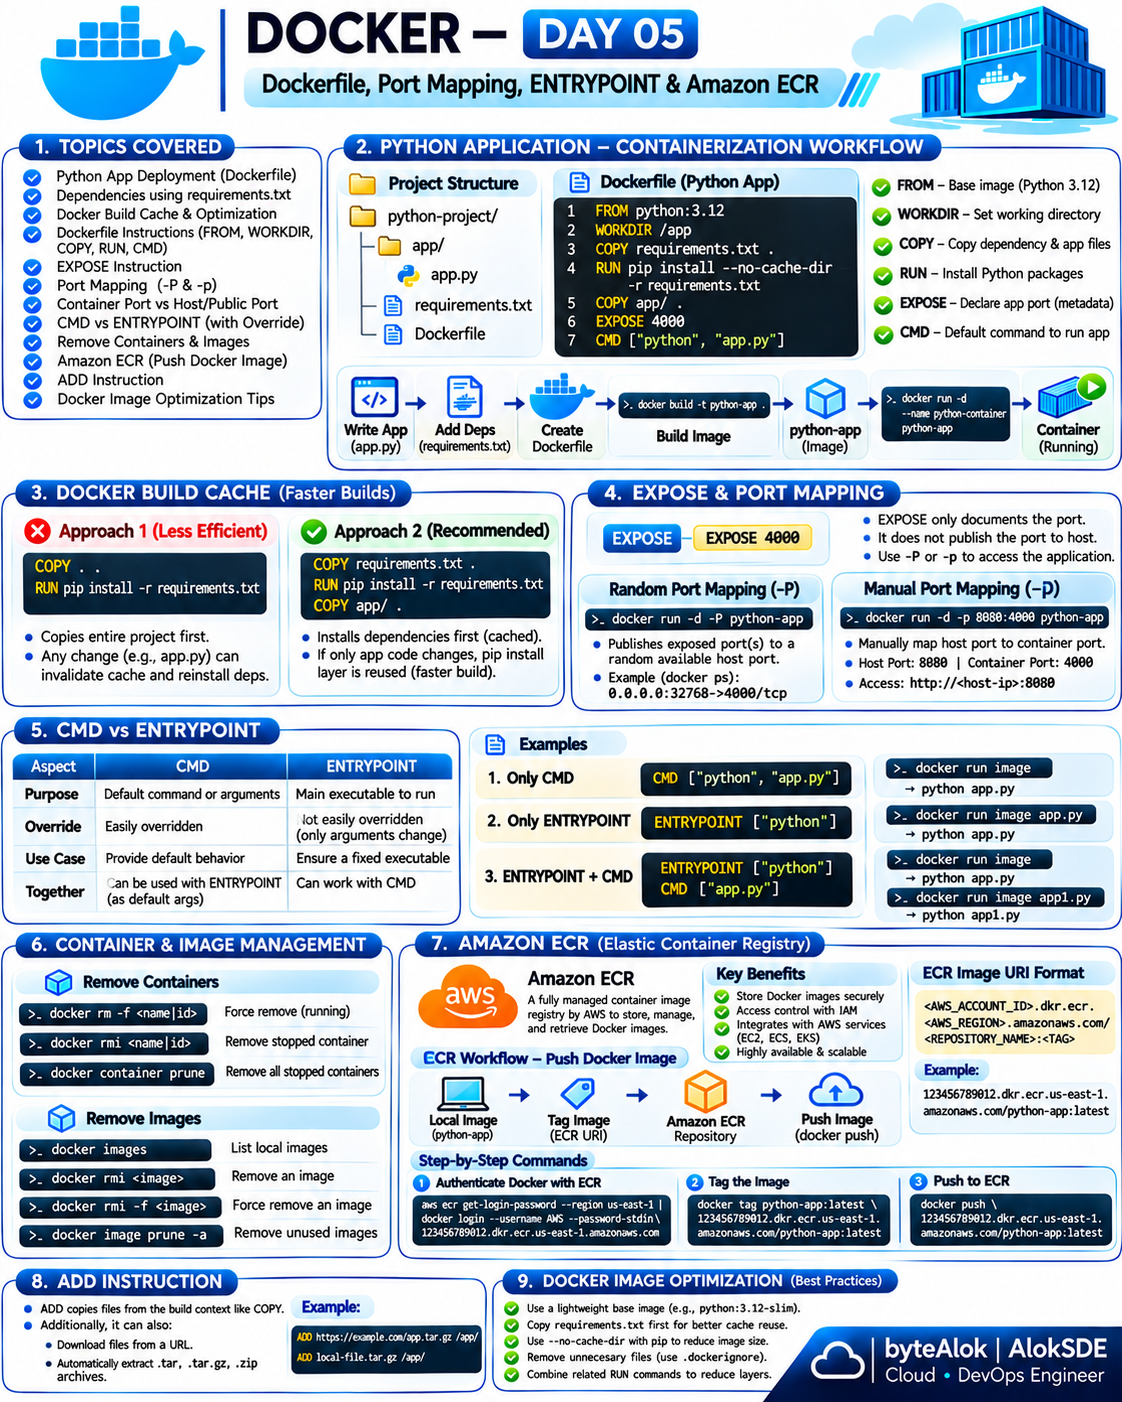 DOCKER — DAY 05
Dockerfile, Port Mapping, ENTRYPOINT & Amazon ECR
1. TOPICS COVERED
Python App Deployment (Dockerfile)
Dependencies using requirements.txt
Docker Build Cache & Optimization
Dockerfile Instructions (FROM, WORKDIR,
COPY, RUN, CMD)
EXPOSE Instruction
Port Mapping (-P & -p)
Container Port vs Host/Public Port
CMD vs ENTRYPOINT (with Override)
Remove Containers & Images
Amazon ECR (Push Docker Image)
ADD Instruction
Docker Image Optimization Tips
2. PYTHON APPLICATION – CONTAINERIZATION WORKFLOW
Project Structure
python-project/
app/
app.py
requirements.txt
Dockerfile
Dockerfile (Python App)
1 FROM python:3.12
2 WORKDIR /app
3 COPY requirements.txt .
4 RUN pip install --no-cache-dir
-r requirements.txt
5 COPY app/ .
6 EXPOSE 4000
7 CMD ["python", "app.py"]
FROM – Base image (Python 3.12)
WORKDIR – Set working directory
COPY – Copy dependency & app files
RUN – Install Python packages
EXPOSE – Declare app port (metadata)
CMD – Default command to run app
Write App
(app.py)
Add Deps
(requirements.txt)
Create
Dockerfile
>_ docker build -t python-app .
Build Image
python-app
(Image)
>_ docker run -d
--name python-container
python-app
Container
(Running)
3. DOCKER BUILD CACHE (Faster Builds)
Approach 1 (Less Efficient)
COPY . .
RUN pip install -r requirements.txt
• Copies entire project first.
• Any change (e.g., app.py) can
invalidate cache and reinstall deps.
Approach 2 (Recommended)
COPY requirements.txt .
RUN pip install -r requirements.txt
COPY app/ .
• Installs dependencies first (cached).
• If only app code changes, pip install
layer is reused (faster build).
4. EXPOSE & PORT MAPPING
EXPOSE – EXPOSE 4000
• EXPOSE only documents the port.
• It does not publish the port to host.
• Use -P or -p to access the application.
Random Port Mapping (-P)
>_ docker run -d -P python-app
• Publishes exposed port(s) to a
random available host port.
• Example (docker ps):
0.0.0.0:32768->4000/tcp
Manual Port Mapping (-p)
>_ docker run -d -p 8080:4000 python-app
• Manually map host port to container port.
• Host Port: 8080 | Container Port: 4000
• Access: http://<host-ip>:8080
5. CMD vs ENTRYPOINT
Aspect CMD ENTRYPOINT
Purpose Default command or arguments Main executable to run
Override Easily overridden Not easily overridden
(only arguments change)
Use Case Provide default behavior Ensure a fixed executable
Together Can be used with ENTRYPOINT
(as default args) Can work with CMD
Examples
1. Only CMD
CMD ["python", "app.py"]
>_ docker run image
→ python app.py
2. Only ENTRYPOINT
ENTRYPOINT ["python"]
>_ docker run image app.py
→ python app.py
3. ENTRYPOINT + CMD
ENTRYPOINT ["python"]
CMD ["app.py"]
>_ docker run image
→ python app.py
>_ docker run image app1.py
→ python app1.py
6. CONTAINER & IMAGE MANAGEMENT
Remove Containers
>_ docker rm -f <name|id> Force remove (running)
>_ docker rmi <name|id> Remove stopped container
>_ docker container prune Remove all stopped containers
Remove Images
>_ docker images List local images
>_ docker rmi <image> Remove an image
>_ docker rmi -f <image> Force remove an image
>_ docker image prune -a Remove unused images
7. AMAZON ECR (Elastic Container Registry)
aws
Amazon ECR
A fully managed container image
registry by AWS to store, manage,
and retrieve Docker images.
Key Benefits
Store Docker images securely
Access control with IAM
Integrates with AWS services
(EC2, ECS, EKS)
Highly available & scalable
ECR Image URI Format
<AWS_ACCOUNT_ID>.dkr.ecr.
<AWS_REGION>.amazonaws.com/
<REPOSITORY_NAME>:<TAG>
Example:
123456789012.dkr.ecr.us-east-1.
amazonaws.com/python-app:latest
ECR Workflow – Push Docker Image
Local Image
(python-app)
Tag Image
(ECR URI)
Amazon ECR
Repository
Push Image
(docker push)
Step-by-Step Commands
1 Authenticate Docker with ECR
aws ecr get-login-password --region us-east-1 |
docker login --username AWS --password-stdin\
123456789012.dkr.ecr.us-east-1.amazonaws.com
2 Tag the Image
docker tag python-app:latest \
123456789012.dkr.ecr.us-east-1.
amazonaws.com/python-app:latest
3 Push to ECR
docker push \
123456789012.dkr.ecr.us-east-1.
amazonaws.com/python-app:latest
8. ADD INSTRUCTION
• ADD copies files from the build context like COPY.
• Additionally, it can also:
• Download files from a URL.
• Automatically extract .tar, .tar.gz, .zip
archives.
Example:
ADD https://example.com/app.tar.gz /app/
ADD local-file.tar.gz /app/
9. DOCKER IMAGE OPTIMIZATION (Best Practices)
Use a lightweight base image (e.g., python:3.12-slim).
Copy requirements.txt first for better cache reuse.
Use --no-cache-dir with pip to reduce image size.
Remove unnecesary files (use .dockerignore).
Combine related RUN commands to reduce layers.
byteAlok | AlokSDE
Cloud • DevOps Engineer